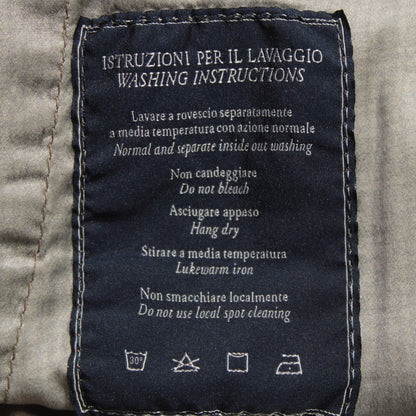 ISTRUZIONI PER IL LAVAGGIO
WASHING INSTRUCTIONS
Lavare a rovescio separatamente
a media temperatura con azione normale
Normal and separate inside out washing
Non candeggiare
Do not bleach
Asciugare appeso
Hang dry
Stirare a media temperatura
Lukewarm iron
Non smacchiare localmente
Do not use local spot cleaning
30°